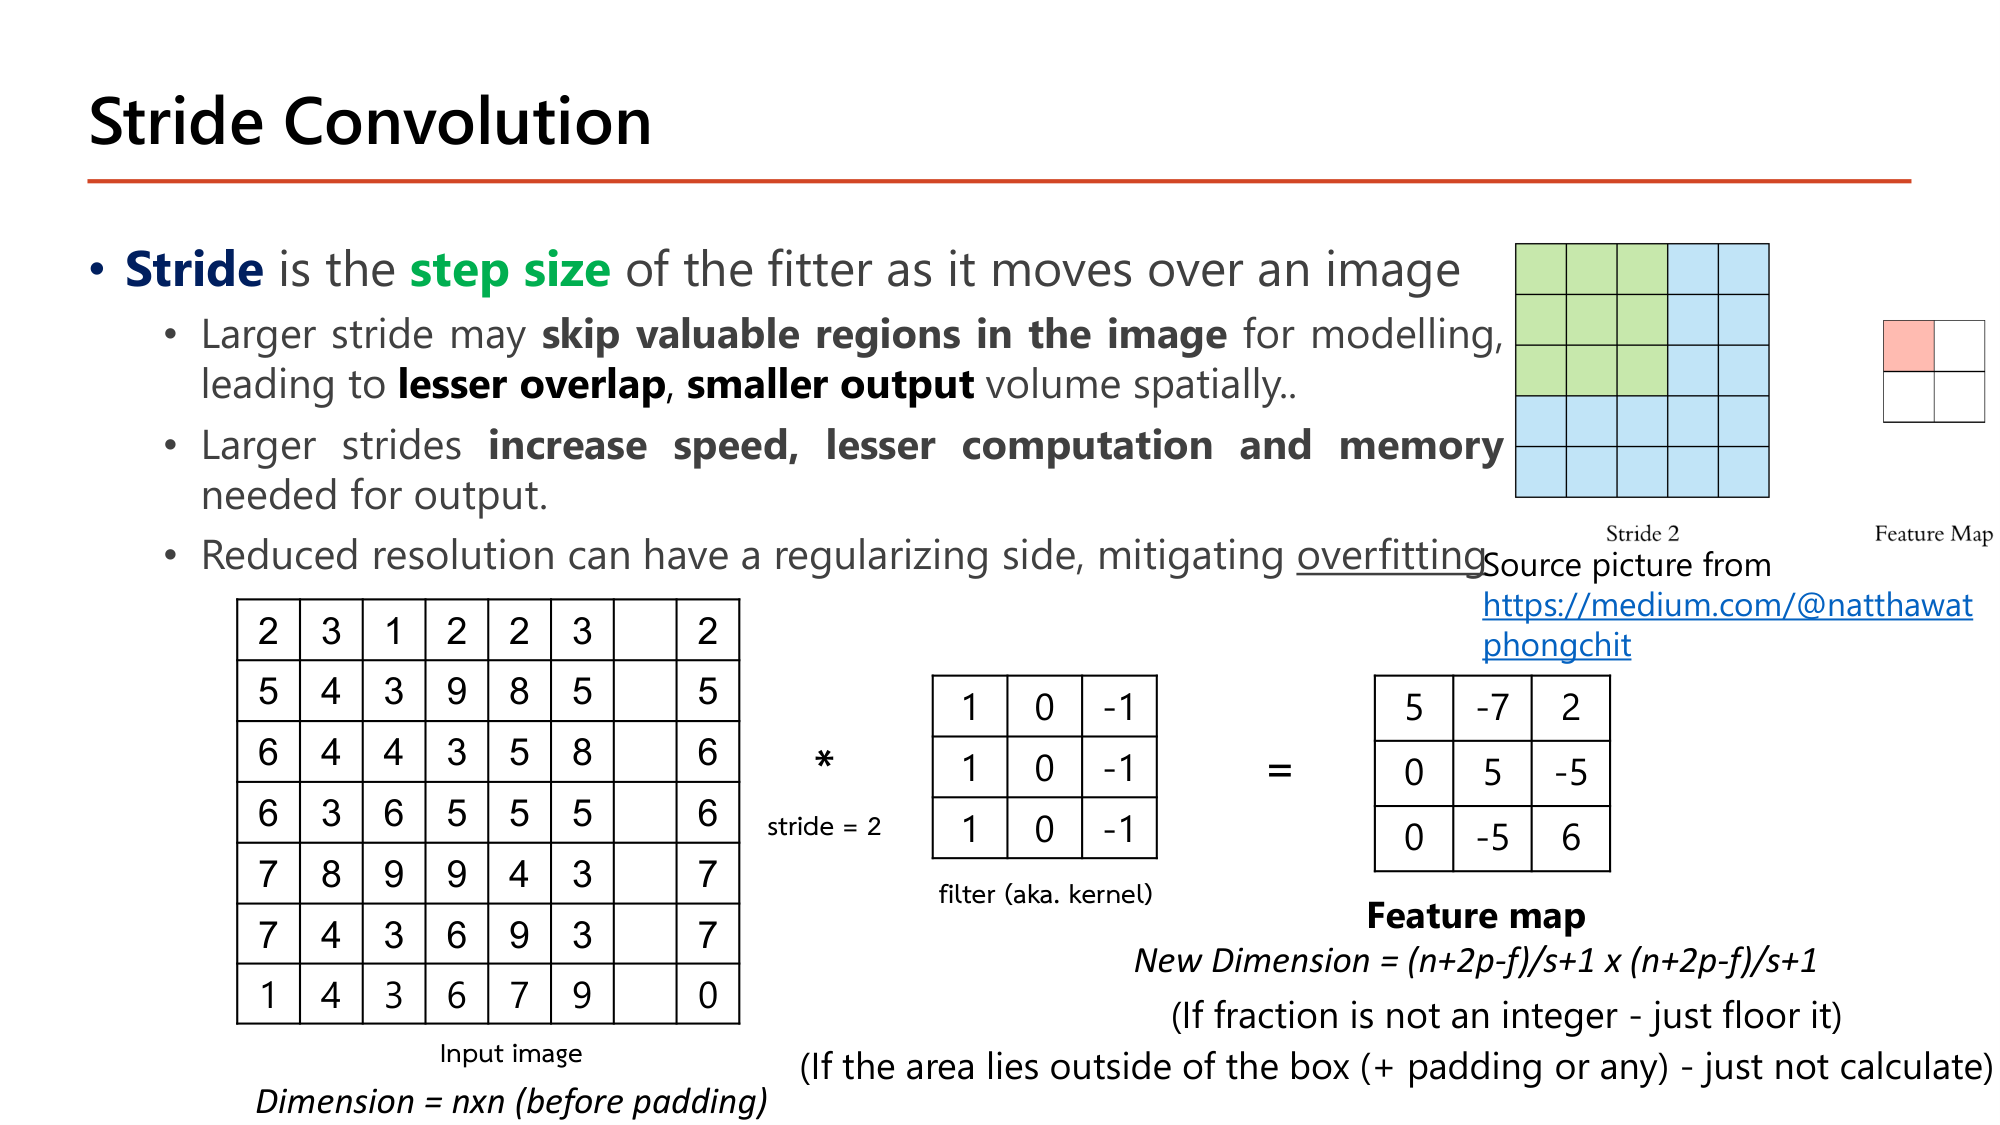 Stride Convolution
• Stride is the step size of the fitter as it moves over an image
• Larger stride may skip valuable regions in the image for modelling,
leading to lesser overlap, smaller output volume spatially..
• Larger strides increase speed, lesser computation and memory
needed for output.
• Reduced resolution can have a regularizing side, mitigating overfitting
Stride 2
Feature Map
Source picture from
https://medium.com/@natthawat
phongchit
2 3 1 2 2 3 2
5 4 3 9 8 5 5
6 4 4 3 5 8 6
6 3 6 5 5 5 6
7 8 9 9 4 3 7
7 4 3 6 9 3 7
1 4 3 6 7 9 0
Input image
Dimension = nxn (before padding)
*
stride = 2
1 0 -1
1 0 -1
1 0 -1
filter (aka. kernel)
=
5 -7 2
0 5 -5
0 -5 6
Feature map
New Dimension = (n+2p-f)/s+1 x (n+2p-f)/s+1
(If fraction is not an integer - just floor it)
(If the area lies outside of the box (+ padding or any) - just not calculate)